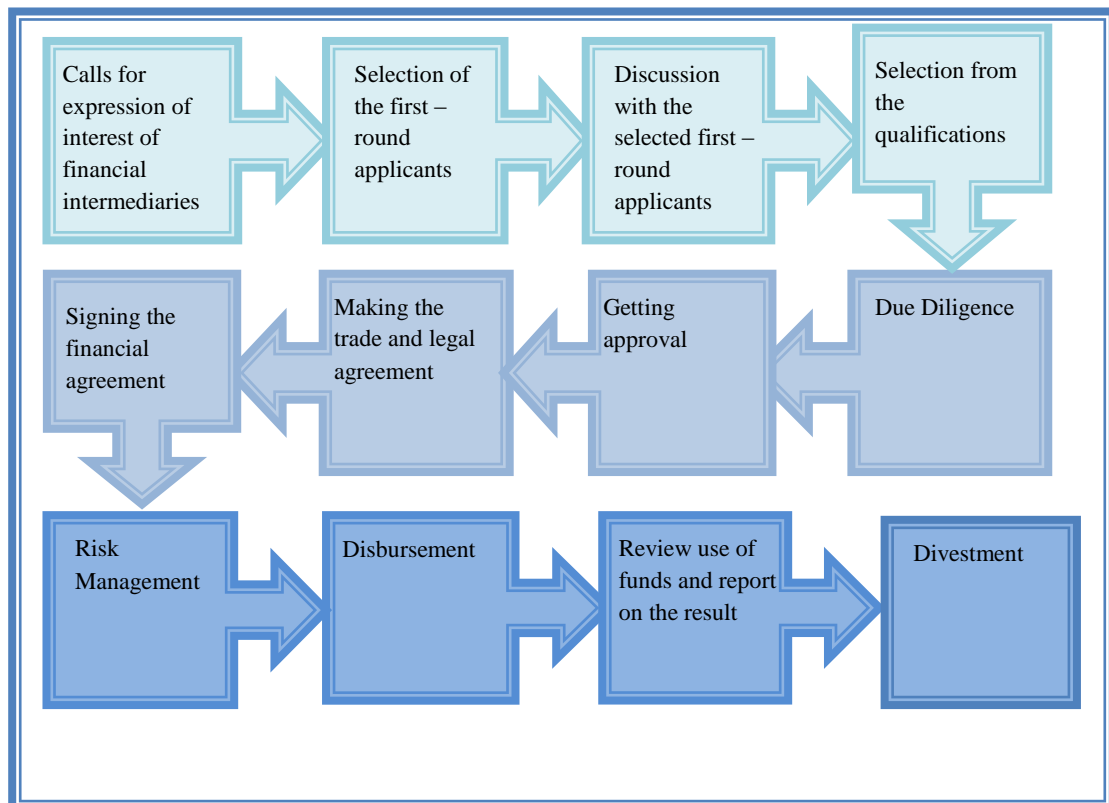 Calls for
expression of
interest of
financial
intermediaries
Selection of
the first –
round
applicants
Discussion
with the
selected first –
round
applicants
Selection from
the
qualifications
Due Diligence
Getting
approval
Making the
trade and legal
agreement
Signing the
financial
agreement
Risk
Management
Disbursement
Review use of
funds and report
on the result
Divestment